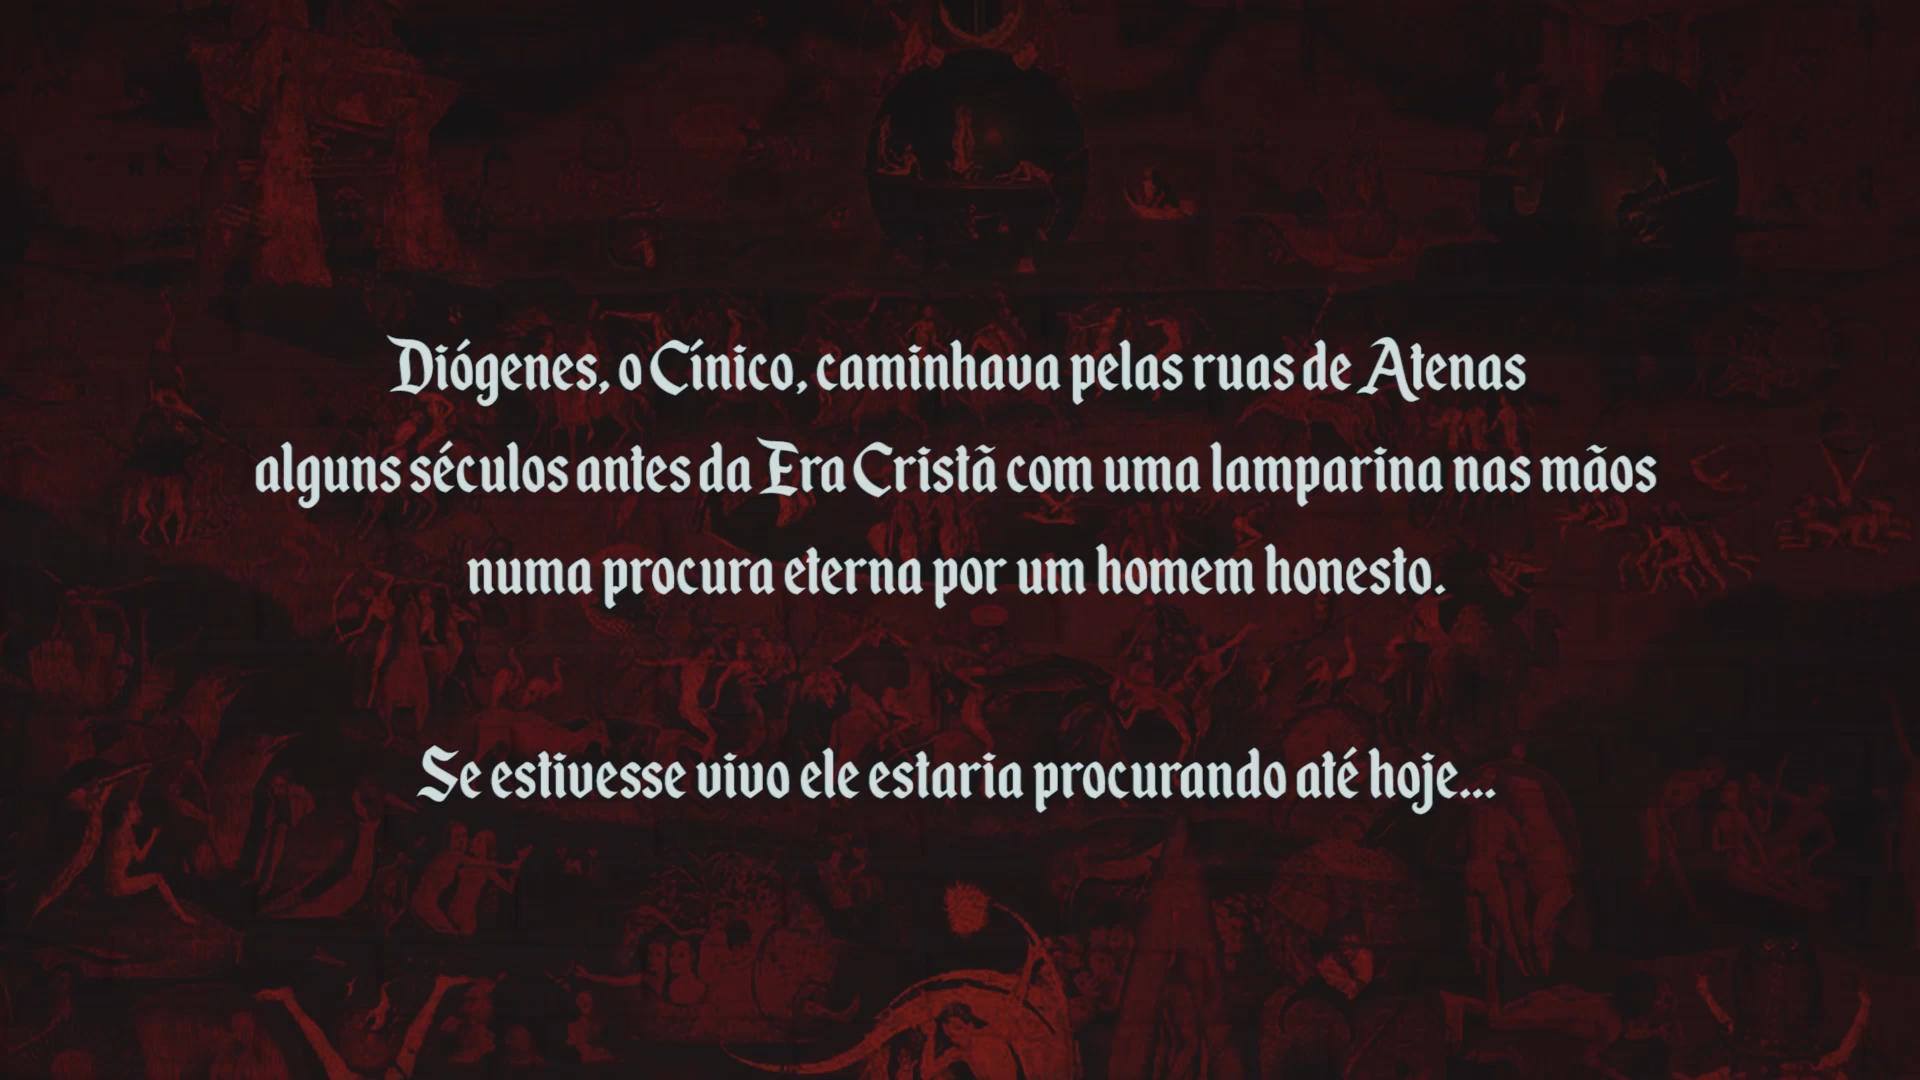 Diógenes, o Cínico, caminhava pelas ruas de Atenas
alguns séculos antes da Era Cristã com uma lamparina nas mãos
numa procura eterna por um homem honesto.
Se estivesse vivo ele estaria procurando até hoje...